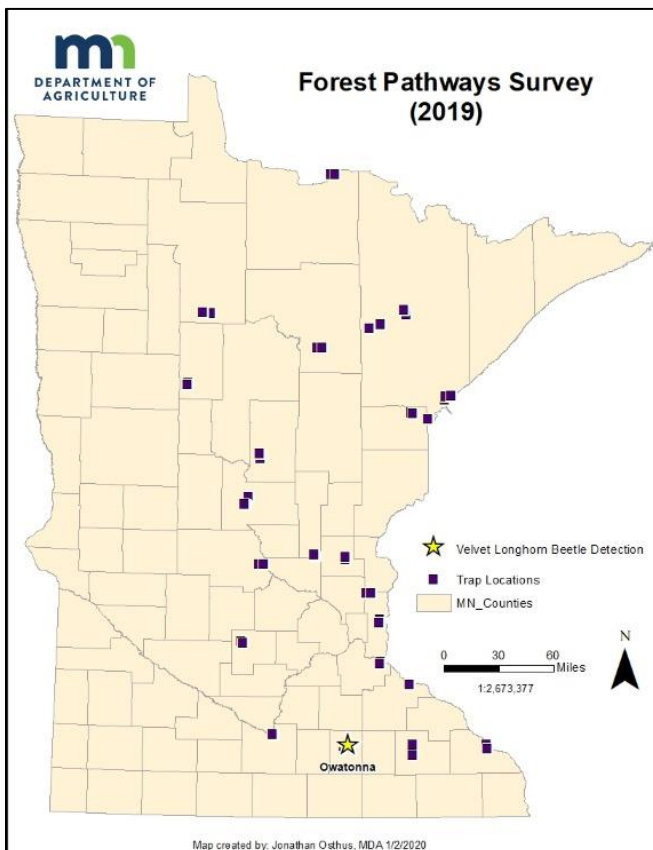 mn
DEPARTMENT OF
AGRICULTURE
Forest Pathways Survey
(2019)
Velvet Longhorn Beetle Detection
Trap Locations
MN_Counties
N
0 30 60
Miles
1:2,673,377
Owatonna
Map created by: Jonathan Osthus, MDA 1/2/2020